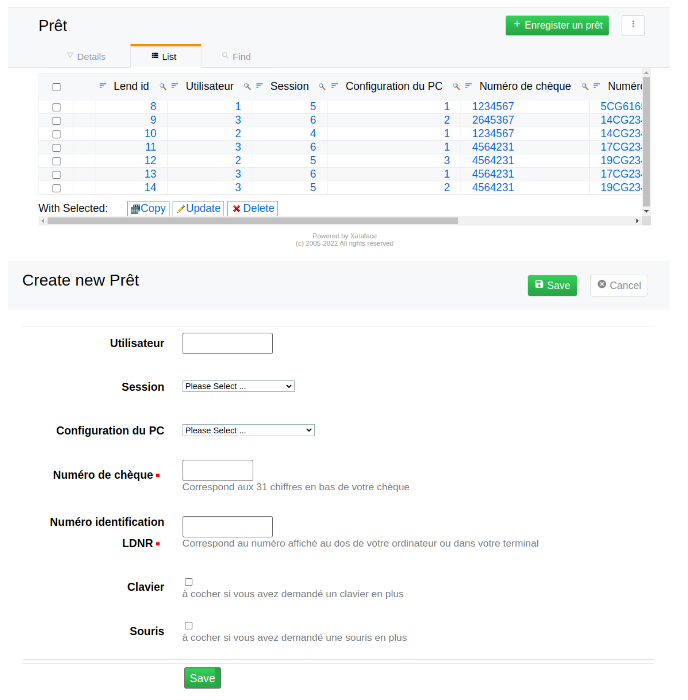 Prêt
+ Enregister un prêt
Details List Find
Lend id Utilisateur Session Configuration du PC Numéro de chèque Numéro
8 1 5 1 1234567 5CG616
9 3 6 2 2645367 14CG234
10 2 4 1 1234567 14CG234
11 3 6 1 4564231 17CG234
12 2 5 3 4564231 19CG234
13 3 6 1 4564231 17CG234
14 3 5 2 4564231 19CG234
With Selected: Copy Update Delete
Powered by Xataface
(c) 2005-2022 All rights reserved
Create new Prêt
Save Cancel
Utilisateur
Session Please Select ...
Configuration du PC Please Select ...
Numéro de chèque
Correspond aux 31 chiffres en bas de votre chèque
Numéro identification
LDNR
Correspond au numéro affiché au dos de votre ordinateur ou dans votre terminal
Clavier
à cocher si vous avez demandé un clavier en plus
Souris
à cocher si vous avez demandé une souris en plus
Save